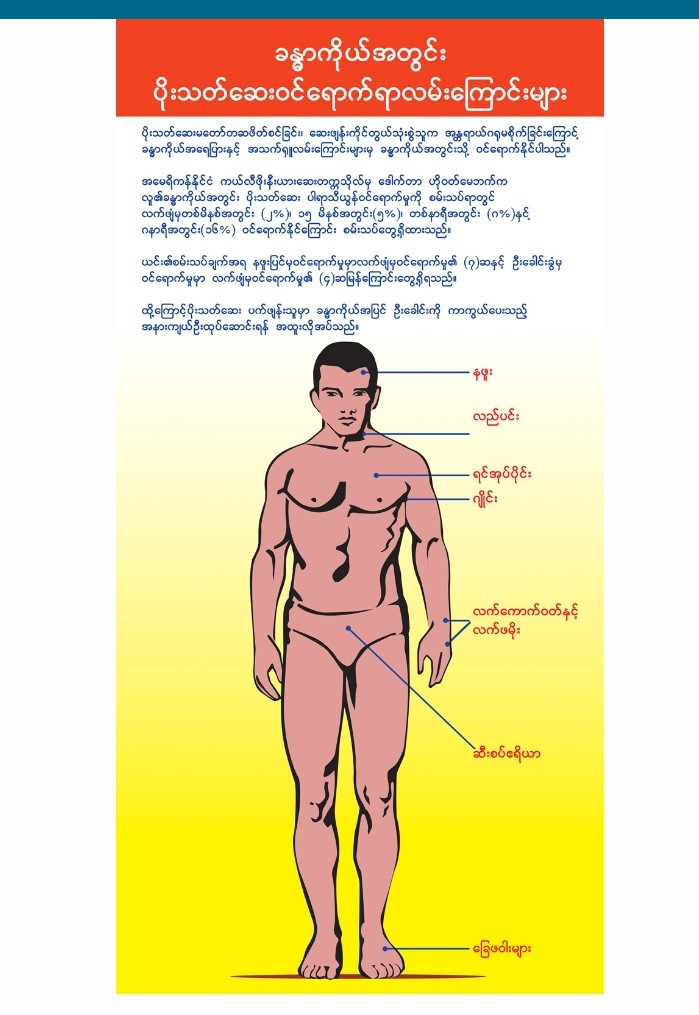 ခန္ဓာကိုယ်အတွင်း
ပိုးသတ်ဆေးဝင်ရောက်ရာလမ်းကြောင်းများ
ပိုးသတ်ဆေးမတော်တဆဖိတ်စင်ခြင်း၊ ဆေးဖျန်းကိုင်တွယ်သုံးစွဲသူက အန္တရာယ်ဂရုမစိုက်ခြင်းကြောင့်
ခန္ဓာကိုယ်အရေပြားနှင့် အသက်ရှူလမ်းကြောင်းများမှ ခန္ဓာကိုယ်အတွင်းသို့ ဝင်ရောက်နိုင်ပါသည်။
အမေရိကန်နိုင်ငံ ကယ်လီဖိုးနီးယားဆေးတက္ကသိုလ်မှ ဒေါက်တာ ဟိုဝတ်မေဘက်က
လူ၏ခန္ဓာကိုယ်အတွင်း ပိုးသတ်ဆေး ပါရာသီယွန်ဝင်ရောက်မှုကို စမ်းသပ်ရာတွင်
လက်ဖျံမှတစ်မိနစ်အတွင်း (၂%)၊ ၁၅ မိနစ်အတွင်း(၅%)၊ တစ်နာရီအတွင်း (၈%)နှင့်
၈နာရီအတွင်း(၁၆%) ဝင်ရောက်နိုင်ကြောင်း စမ်းသပ်တွေ့ရှိထားသည်။
ယင်း၏စမ်းသပ်ချက်အရ နဖူးပြင်မှဝင်ရောက်မှုမှာလက်ဖျံမှဝင်ရောက်မှု၏ (၇)ဆနှင့် ဦးခေါင်းခွံမှ
ဝင်ရောက်မှုမှာ လက်ဖျံမှဝင်ရောက်မှု၏ (၄)ဆမြန်ကြောင်းတွေ့ရှိရသည်။
ထို့ကြောင့်ပိုးသတ်ဆေး ပက်ဖျန်းသူမှာ ခန္ဓာကိုယ်အပြင် ဦးခေါင်းကို ကာကွယ်ပေးသည့်
အနားကျယ်ဦးထုပ်ဆောင်းရန် အထူးလိုအပ်သည်။
နဖူး
လည်ပင်း
ရင်အုပ်ပိုင်း
ဂျိုင်း
လက်ကောက်ဝတ်နှင့်
လက်ဖမိုး
ဆီးစပ်ဧရိယာ
ခြေဖဝါးများ